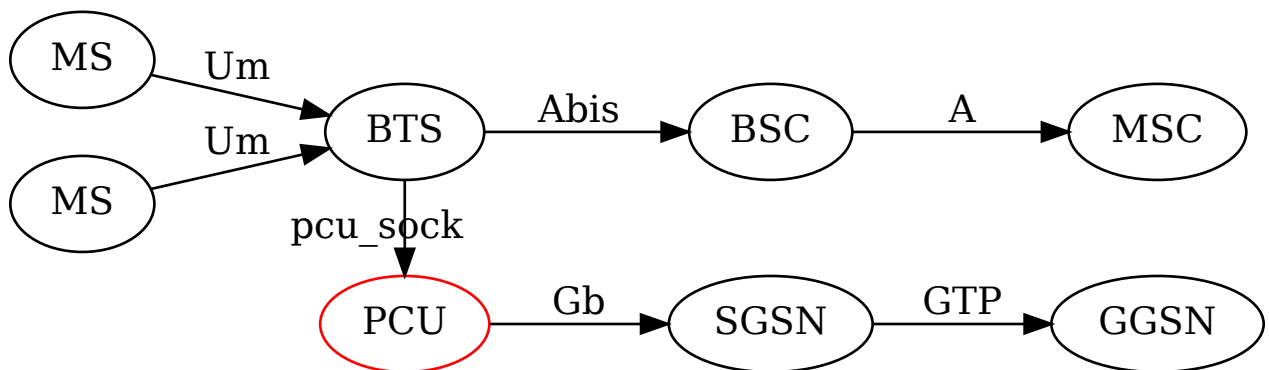 MS
Um
MS
Um
BTS
Abis
BSC
A
MSC
pcu_sock
PCU
Gb
SGSN
GTP
GGSN